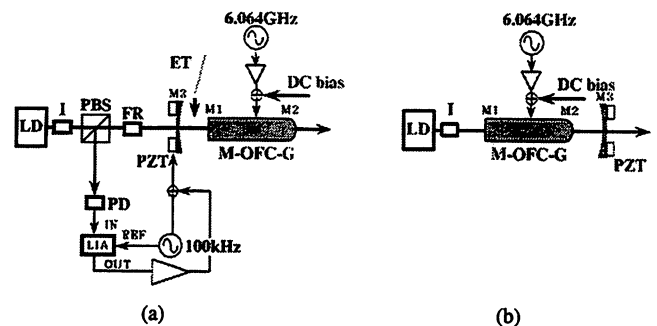 6.064GHz
ET
DC bias
M3
I
PBS
FR
M1
M2
LD
M-OFC-G
PZT
PD
IN
LIA
REF
100kHz
OUT
(a)
6.064GHz
DC bias
M3
I
M1
M2
LD
M-OFC-G
PZT
(b)